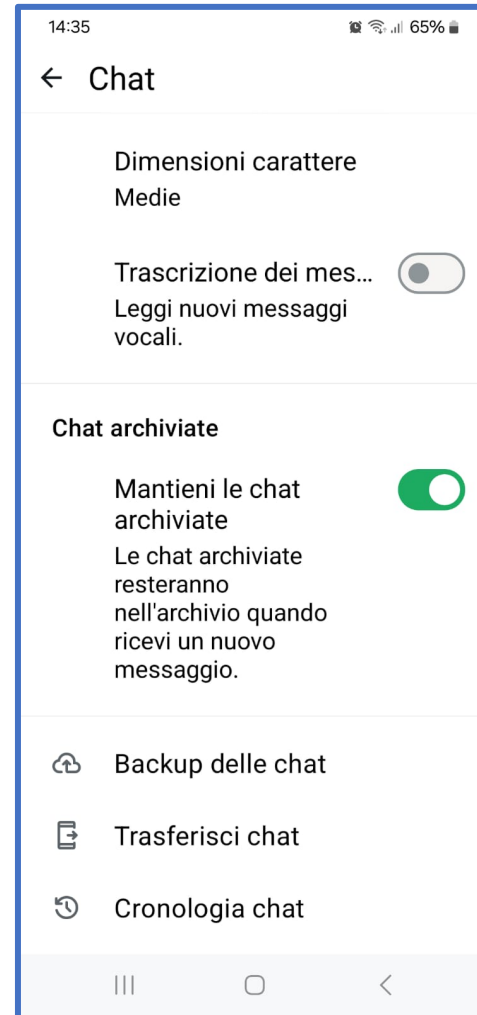 14:35
65%
Chat
Dimensioni carattere
Medie
Trascrizione dei mes...
Leggi nuovi messaggi
vocali.
Chat archiviate
Mantieni le chat
archiviate
Le chat archiviate
resteranno
nell'archivio quando
ricevi un nuovo
messaggio.
Backup delle chat
Trasferisci chat
Cronologia chat